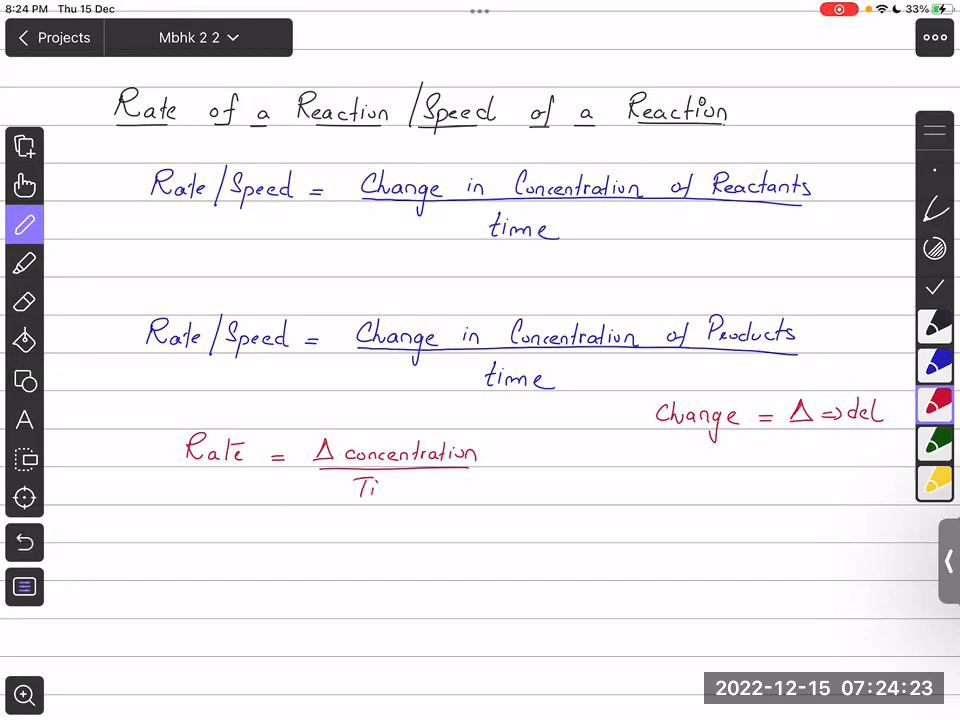 8:24 PM Thu 15 Dec
33%
Projects
Mbhk 2 2
Rate of a Reaction /Speed of a Reaction
Rate/Speed = Change in Concentration of Reactants
time
Rate/Speed = Change in Concentration of Products
time
Change = Δ => del
Rate = Δ concentration
Ti
A
2022-12-15 07:24:23